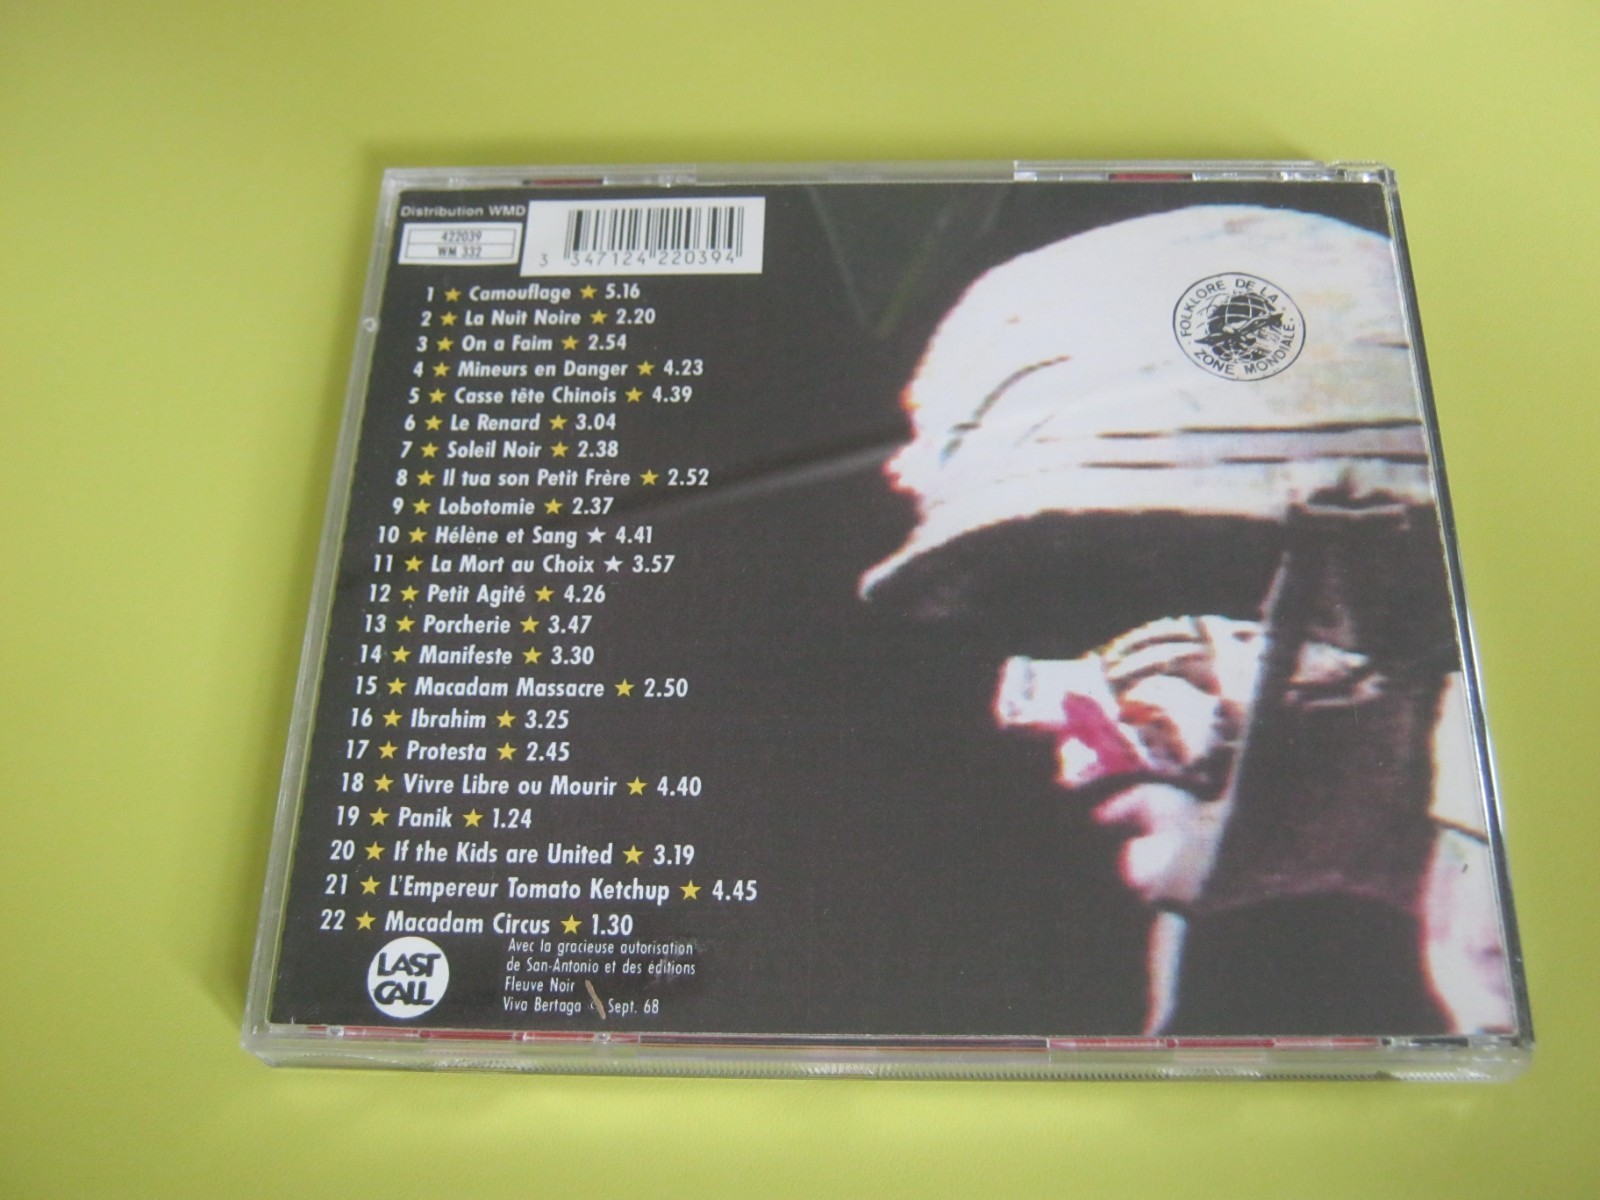 Distribution WMD
422039
WM 332
3 347124 220394
1 ★ Camouflage ★ 5.16
2 ★ La Nuit Noire ★ 2.20
3 ★ On a Faim ★ 2.54
4 ★ Mineurs en Danger ★ 4.23
5 ★ Casse tête Chinois ★ 4.39
6 ★ Le Renard ★ 3.04
7 ★ Soleil Noir ★ 2.38
8 ★ Il tua son Petit Frère ★ 2.52
9 ★ Lobotomie ★ 2.37
10 ★ Hélène et Sang ★ 4.41
11 ★ La Mort au Choix ★ 3.57
12 ★ Petit Agité ★ 4.26
13 ★ Porcherie ★ 3.47
14 ★ Manifeste ★ 3.30
15 ★ Macadam Massacre ★ 2.50
16 ★ Ibrahim ★ 3.25
17 ★ Protesta ★ 2.45
18 ★ Vivre Libre ou Mourir ★ 4.40
19 ★ Panik ★ 1.24
20 ★ If the Kids are United ★ 3.19
21 ★ L'Empereur Tomato Ketchup ★ 4.45
22 ★ Macadam Circus ★ 1.30
LAST
CALL
Avec la gracieuse autorisation
de San-Antonio et des éditions
Fleuve Noir
Viva Bertaga Sept. 68
FOLKLORE DE LA
ZONE MONDIALE